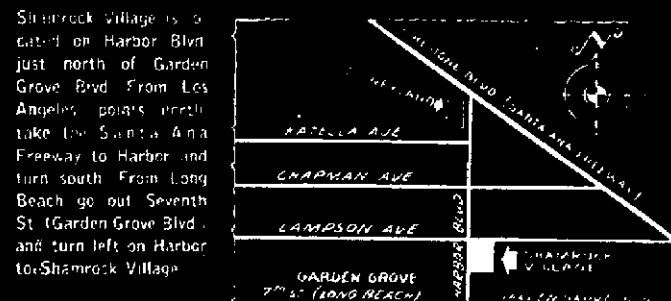 Shamrock Village is lo-
cated on Harbor Blvd.
just north of Garden
Grove Blvd. From Los
Angeles, points north,
take the Santa Ana
Freeway to Harbor and
turn south. From Long
Beach go out Seventh
St. (Garden Grove Blvd.)
and turn left on Harbor
to Shamrock Village
KATELLA AVE
CHAPMAN AVE
LAMPSON AVE
HARBOR BLVD
(SANTA ANA FREEWAY)
SHAMROCK
VILLAGE
GARDEN GROVE
7TH ST (LONG BEACH)